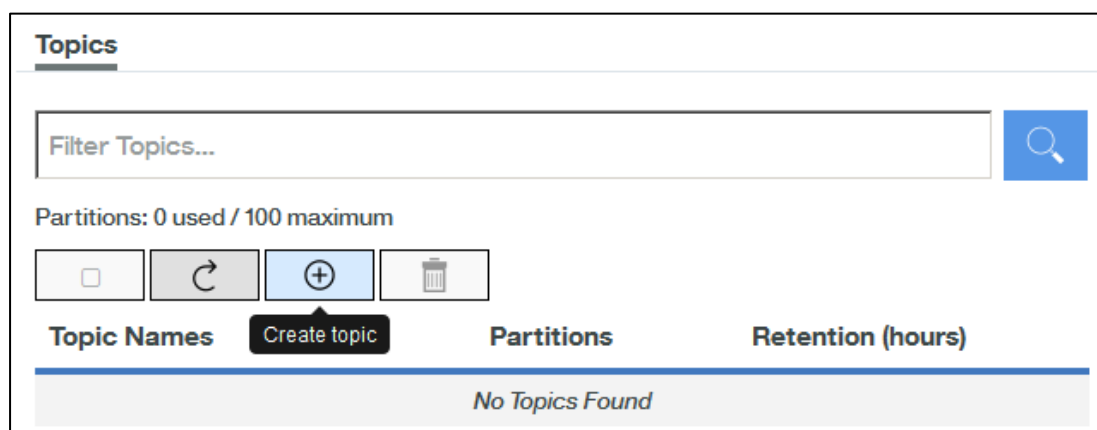 Topics
Filter Topics...
Partitions: 0 used / 100 maximum
Create topic
Topic Names Partitions Retention (hours)
No Topics Found